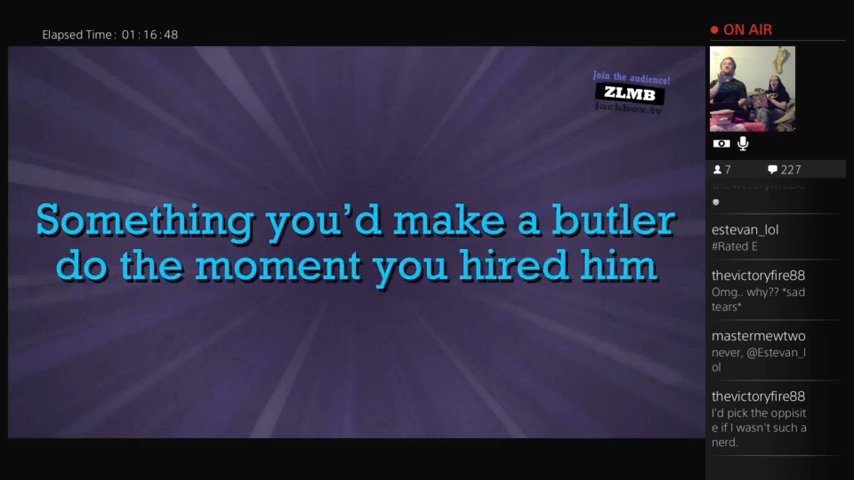 Elapsed Time: 01:16:48
ON AIR
Join the audience!
ZLMB
jackbox.tv
Something you'd make a butler
do the moment you hired him
7
227
estevan_lol
#Rated E
thevictoryfire88
Omg.. why?? *sad
tears*
mastermewtwo
never, @Estevan_l
ol
thevictoryfire88
I'd pick the oppisit
e if I wasn't such a
nerd.